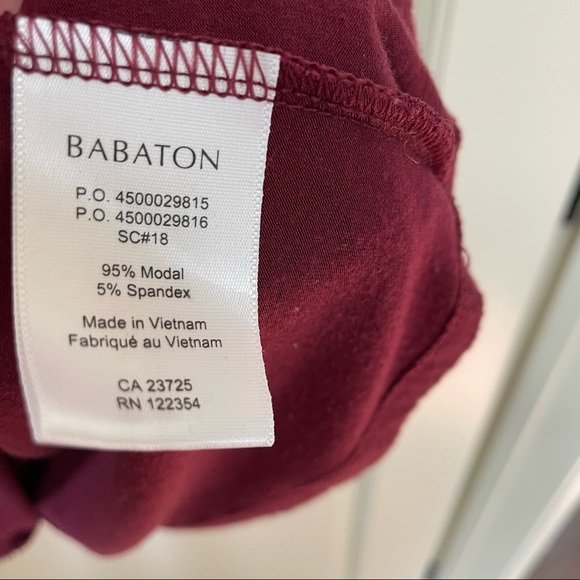 BABATON
P.O. 4500029815
P.O. 4500029816
SC#18
95% Modal
5% Spandex
Made in Vietnam
Fabriqué au Vietnam
CA 23725
RN 122354